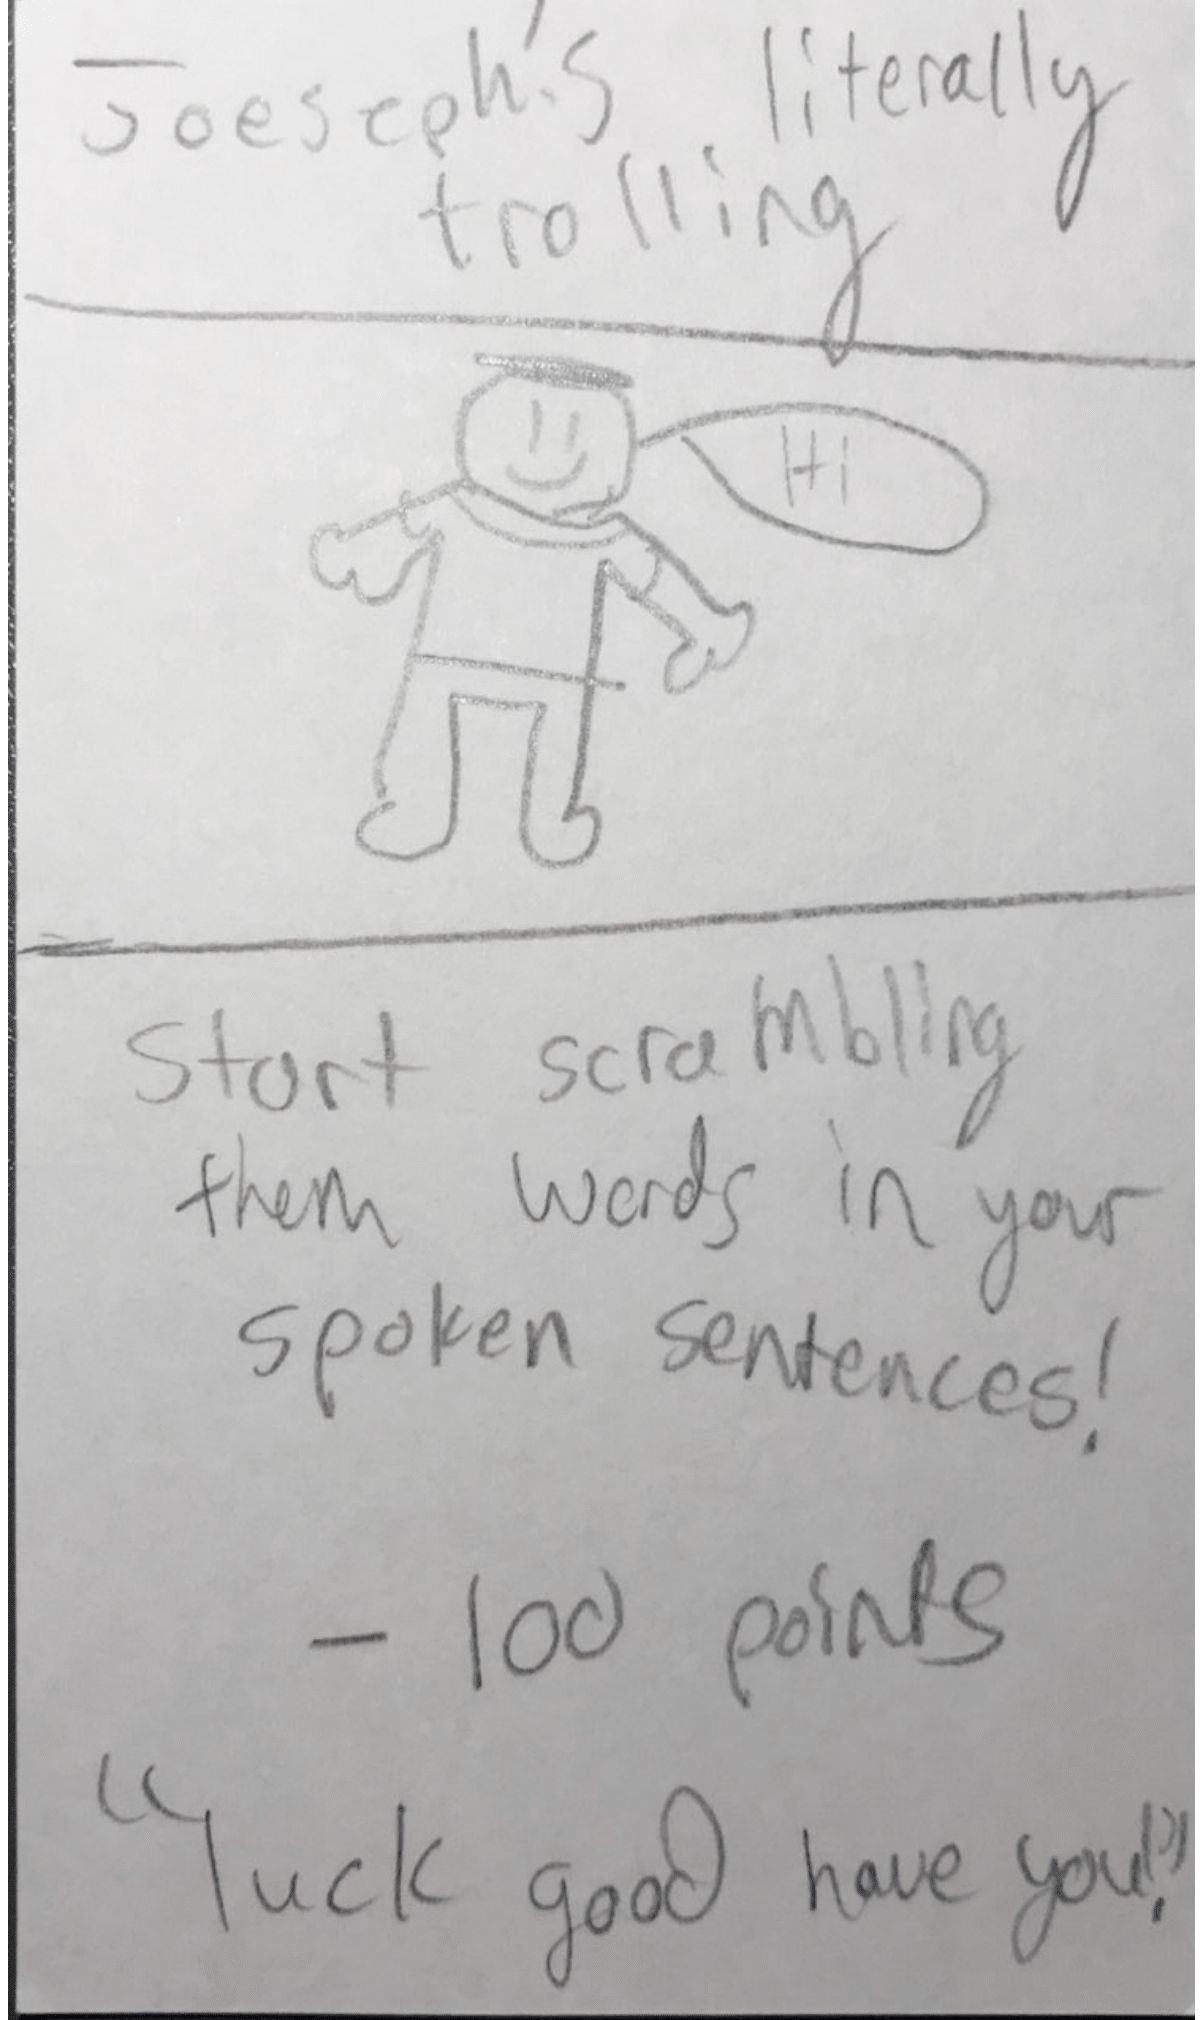 Joeseph's literally
trolling
Hi
Start scrambling
them words in your
spoken sentences!
- 100 points
"luck good have you!"